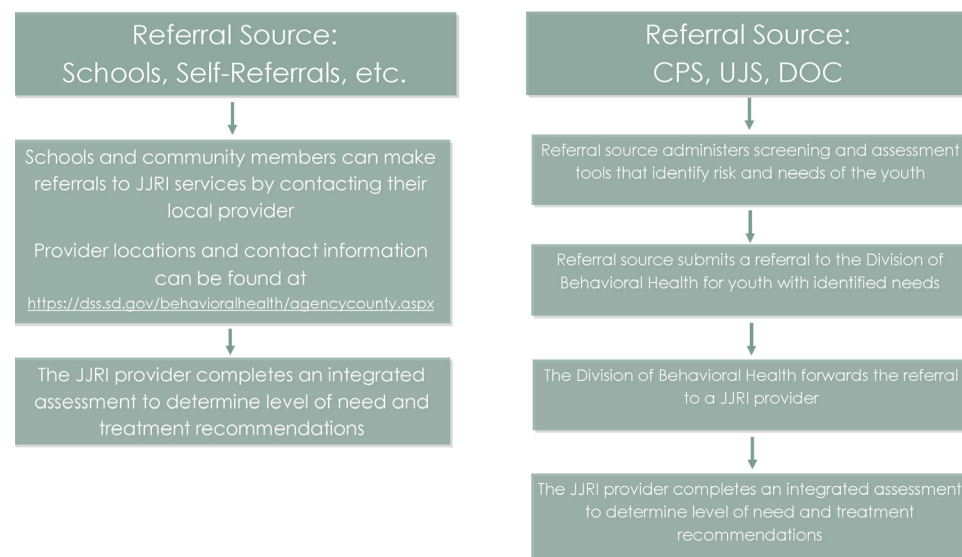 Referral Source:
Schools, Self-Referrals, etc.
Schools and community members can make
referrals to JJRI services by contacting their
local provider
Provider locations and contact information
can be found at
https://dss.sd.gov/behavioralhealth/agencycounty.aspx
The JJRI provider completes an integrated
assessment to determine level of need and
treatment recommendations
Referral Source:
CPS, UJS, DOC
Referral source administers screening and assessment
tools that identify risk and needs of the youth
Referral source submits a referral to the Division of
Behavioral Health for youth with identified needs
The Division of Behavioral Health forwards the referral
to a JJRI provider
The JJRI provider completes an integrated assessment
to determine level of need and treatment
recommendations